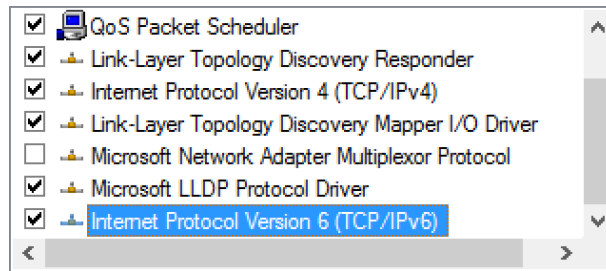 QoS Packet Scheduler
Link-Layer Topology Discovery Responder
Internet Protocol Version 4 (TCP/IPv4)
Link-Layer Topology Discovery Mapper I/O Driver
Microsoft Network Adapter Multiplexor Protocol
Microsoft LLDP Protocol Driver
Internet Protocol Version 6 (TCP/IPv6)